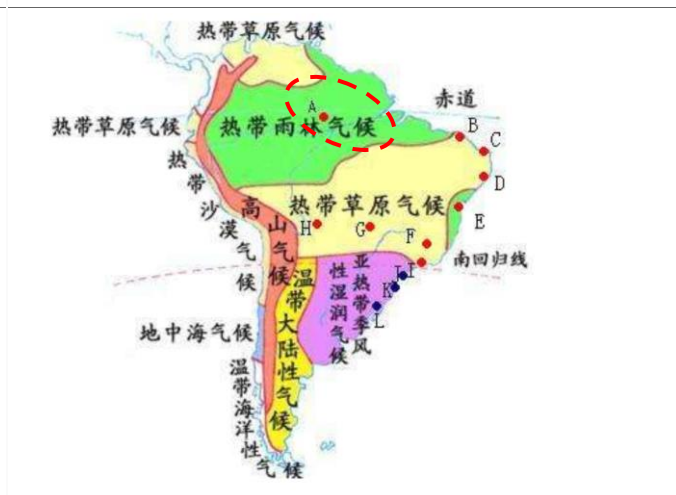 热带草原气候
A
赤道
热带草原气候
热带雨林气候
B
C
热带沙漠气候
D
高山气候
热带草原气候
E
H
G
F
南回归线
温带大陆性气候
亚热带季风
性湿润气候
I
J
K
L
地中海气候
温带海洋性气候